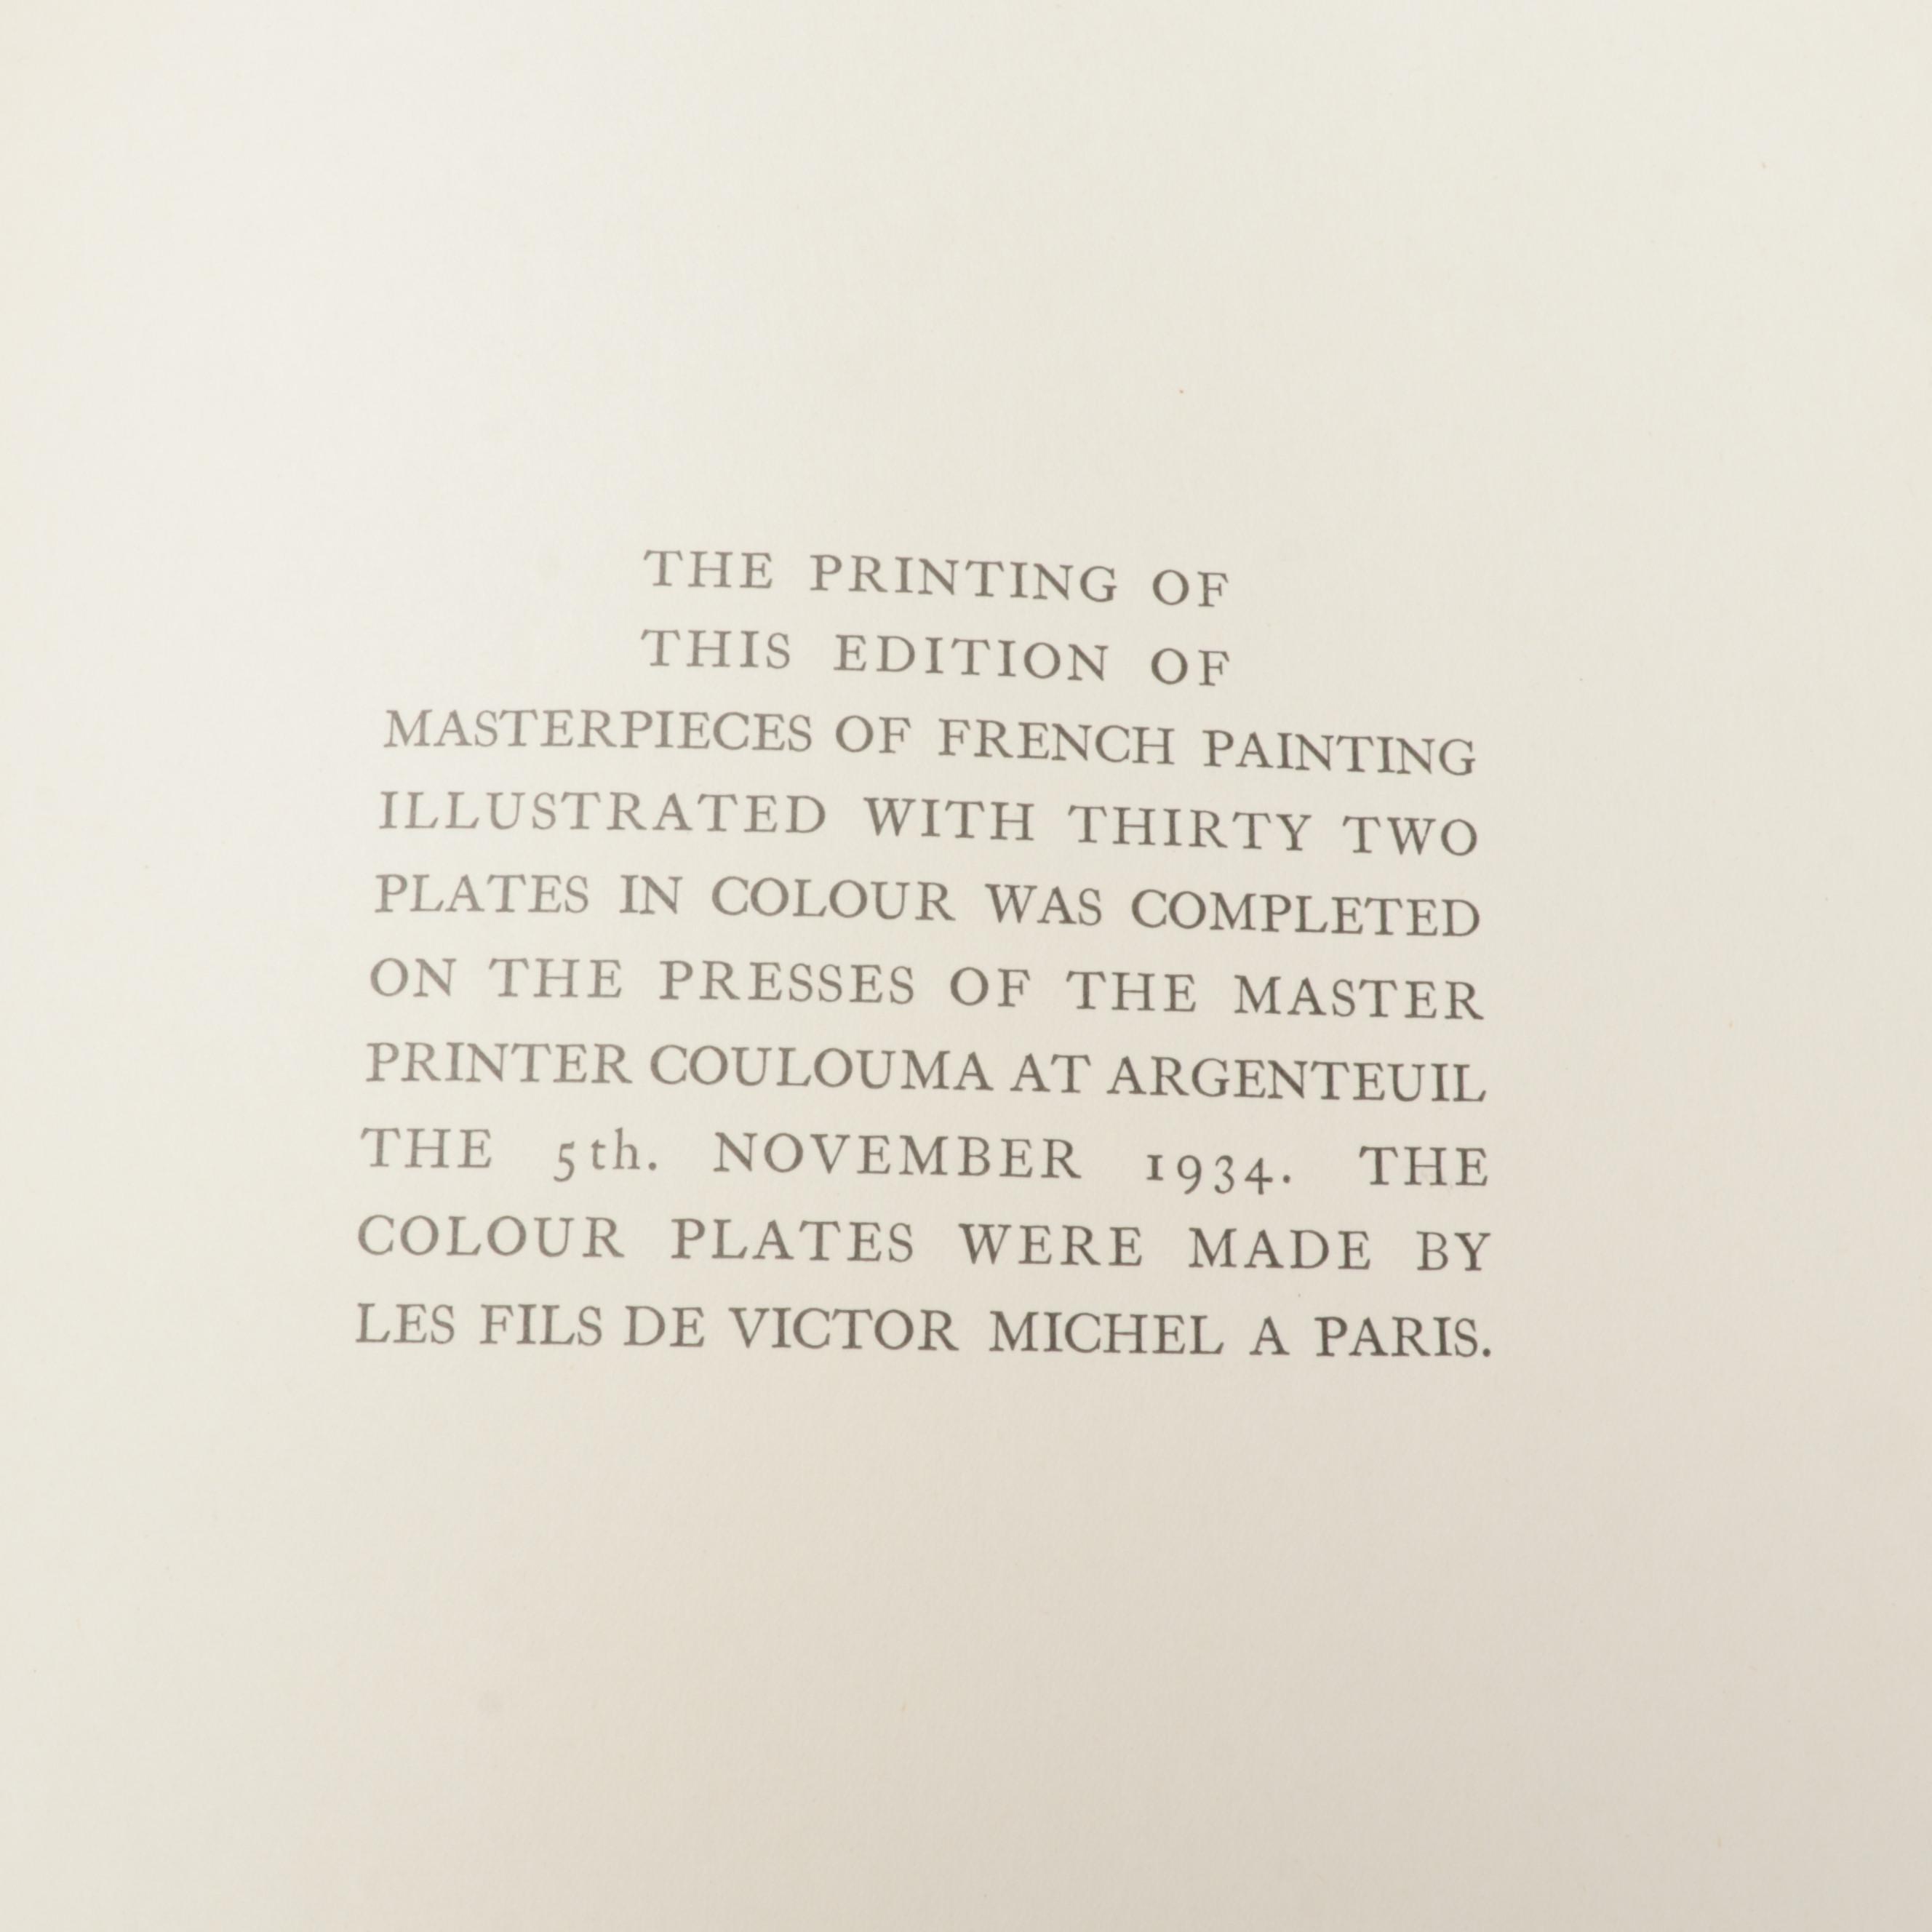 THE PRINTING OF
THIS EDITION OF
MASTERPIECES OF FRENCH PAINTING
ILLUSTRATED WITH THIRTY TWO
PLATES IN COLOUR WAS COMPLETED
ON THE PRESSES OF THE MASTER
PRINTER COULOUMA AT ARGENTEUIL
THE 5th. NOVEMBER 1934. THE
COLOUR PLATES WERE MADE BY
LES FILS DE VICTOR MICHEL A PARIS.